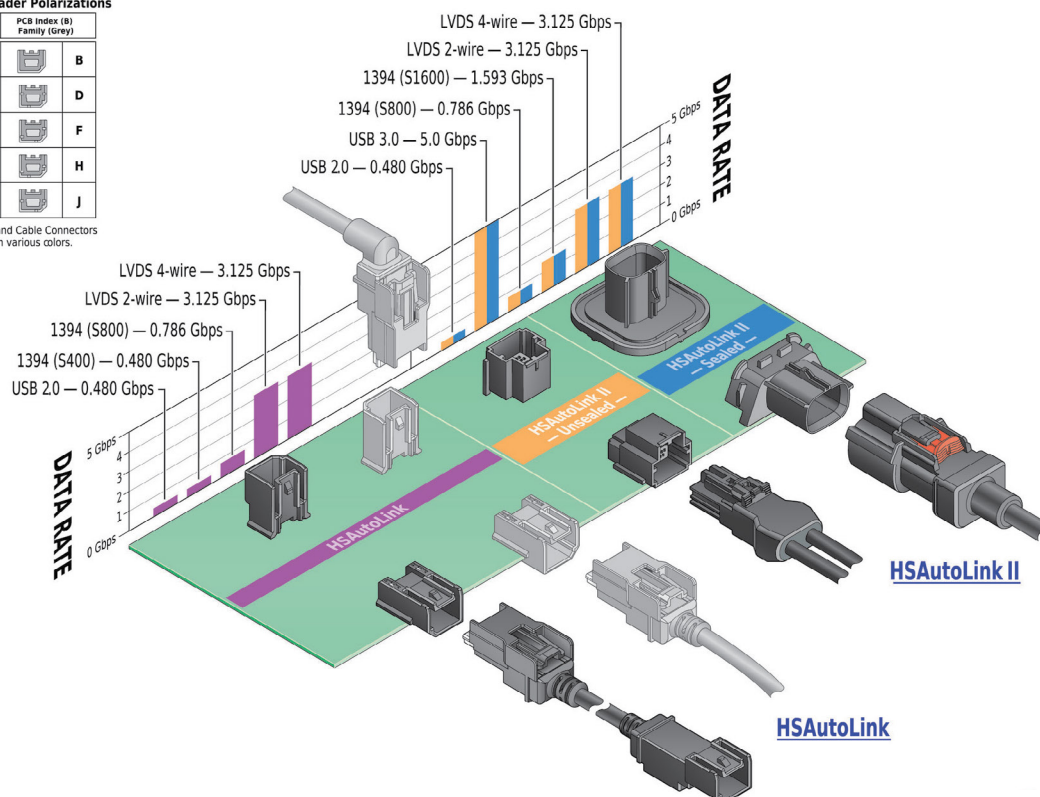 ader Polarizations
PCB Index (B)
Family (Grey)
B
D
F
H
J
nd Cable Connectors
n various colors.
LVDS 4-wire — 3.125 Gbps
LVDS 2-wire — 3.125 Gbps
1394 (S1600) — 1.593 Gbps
1394 (S800) — 0.786 Gbps
USB 3.0 — 5.0 Gbps
USB 2.0 — 0.480 Gbps
DATA RATE
5 Gbps
4
3
2
1
0 Gbps
LVDS 4-wire — 3.125 Gbps
LVDS 2-wire — 3.125 Gbps
1394 (S800) — 0.786 Gbps
1394 (S400) — 0.480 Gbps
USB 2.0 — 0.480 Gbps
5 Gbps
4
3
2
1
0 Gbps
DATA RATE
HSAutoLink II
— Sealed —
HSAutoLink II
— Unsealed —
HSAutoLink
HSAutoLink II
HSAutoLink